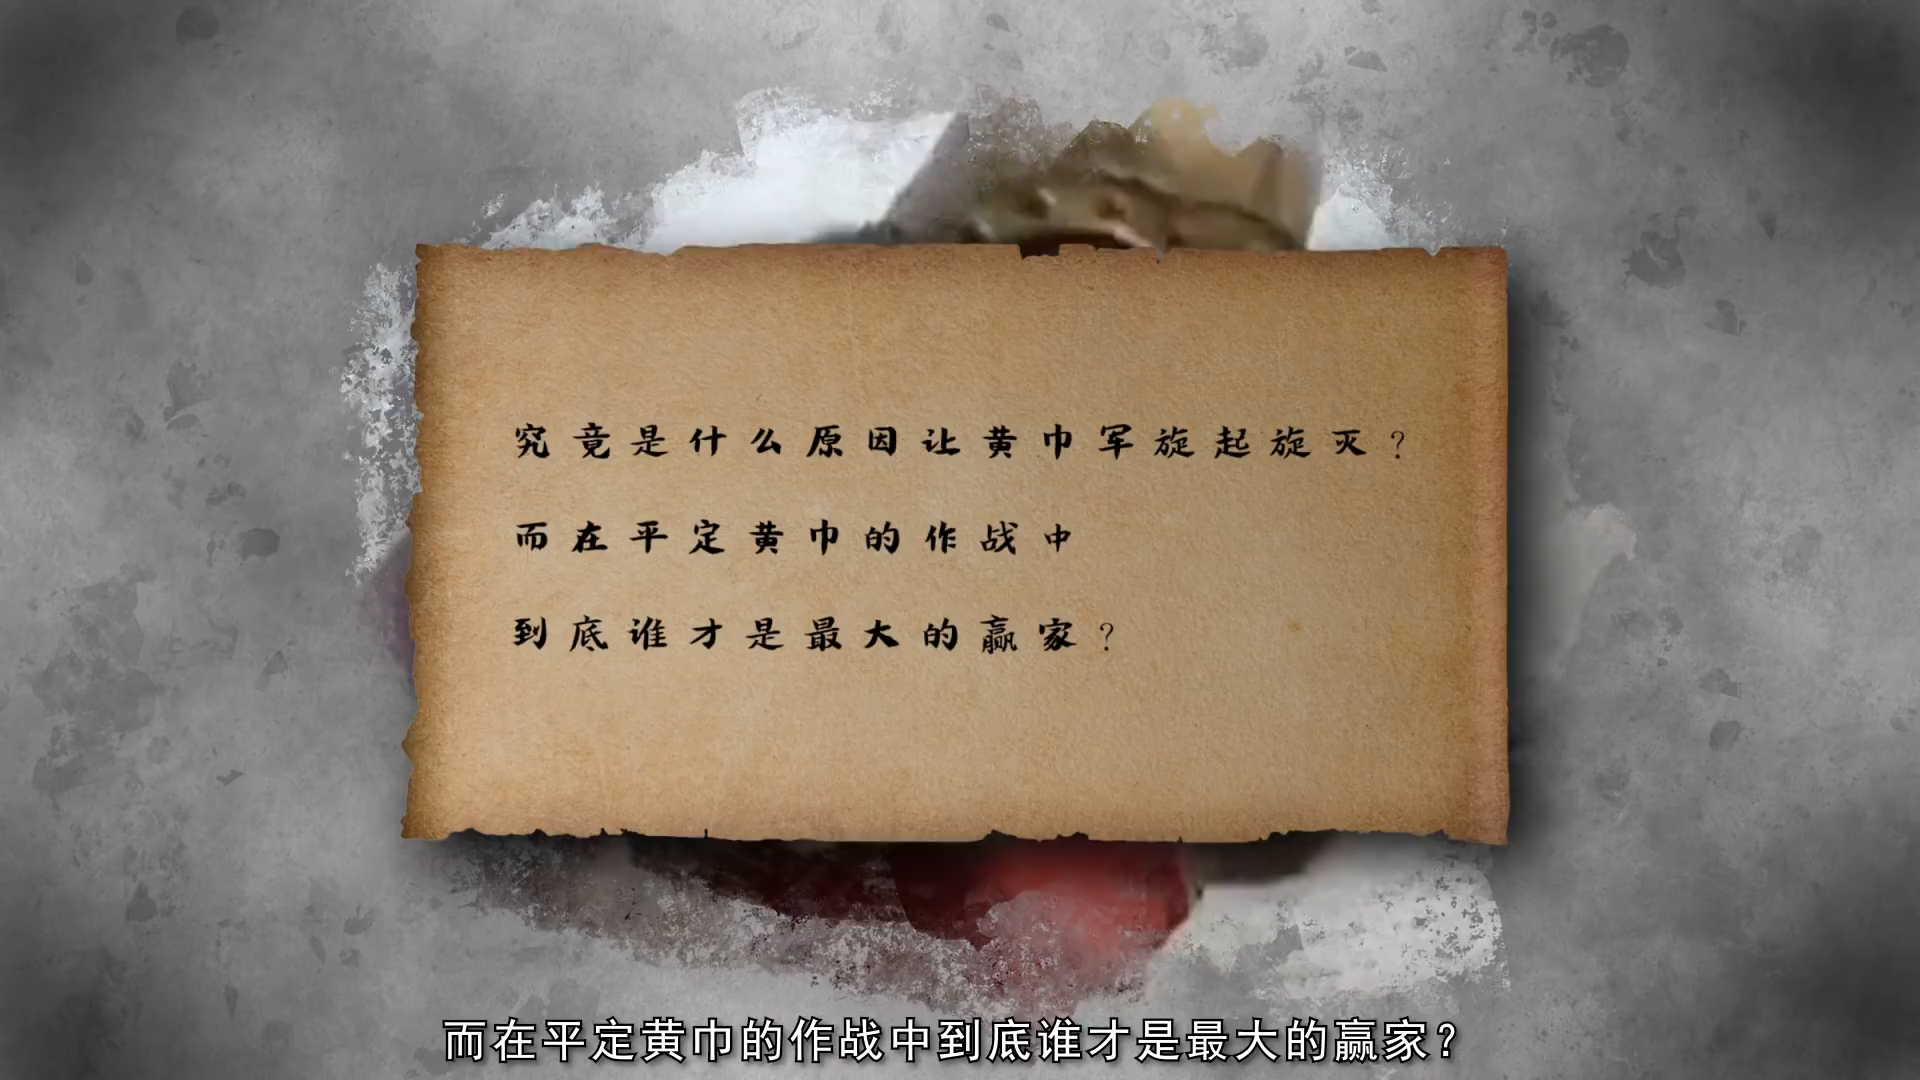 究竟是什么原因让黄巾军旋起旋灭？
而在平定黄巾的作战中
到底谁才是最大的赢家？
而在平定黄巾的作战中到底谁才是最大的赢家？